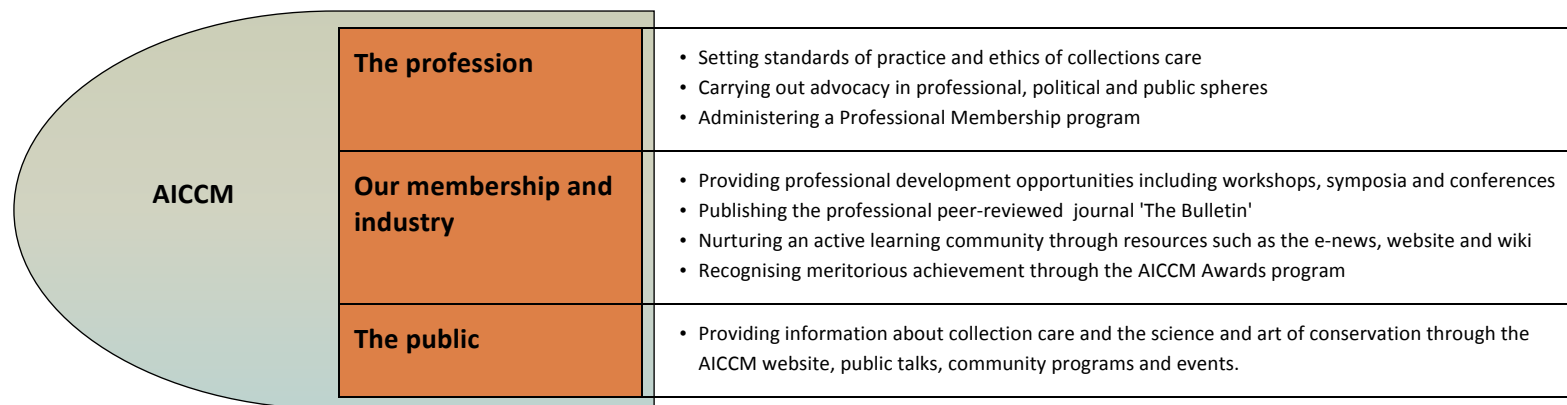 AICCM
The profession
• Setting standards of practice and ethics of collections care
• Carrying out advocacy in professional, political and public spheres
• Administering a Professional Membership program
Our membership and
industry
• Providing professional development opportunities including workshops, symposia and conferences
• Publishing the professional peer-reviewed journal 'The Bulletin'
• Nurturing an active learning community through resources such as the e-news, website and wiki
• Recognising meritorious achievement through the AICCM Awards program
The public
• Providing information about collection care and the science and art of conservation through the
AICCM website, public talks, community programs and events.